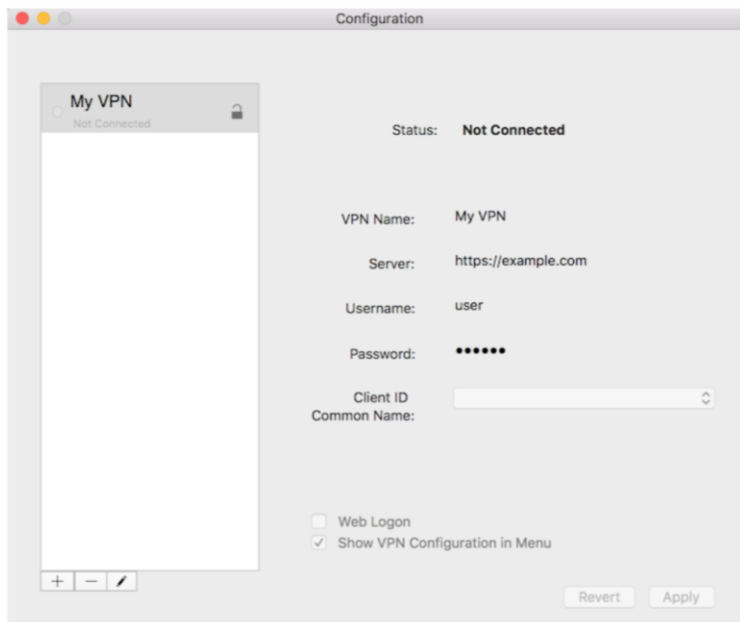 Configuration
My VPN
Not Connected
Status: Not Connected
VPN Name: My VPN
Server: https://example.com
Username: user
Password: ••••••
Client ID
Common Name:
Web Logon
Show VPN Configuration in Menu
Revert Apply